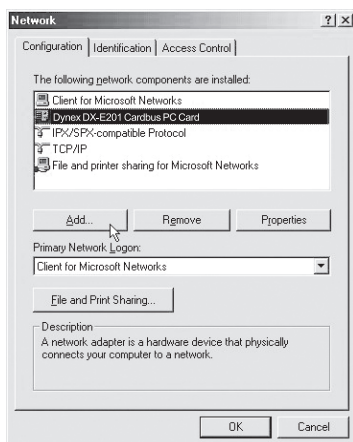 Network
? ×
Configuration Identification Access Control
The following network components are installed:
Client for Microsoft Networks
Dynex DX-E201 Cardbus PC Card
IPX/SPX-compatible Protocol
TCP/IP
File and printer sharing for Microsoft Networks
Add... Remove Properties
Primary Network Logon:
Client for Microsoft Networks
File and Print Sharing...
Description
A network adapter is a hardware device that physically
connects your computer to a network.
OK Cancel